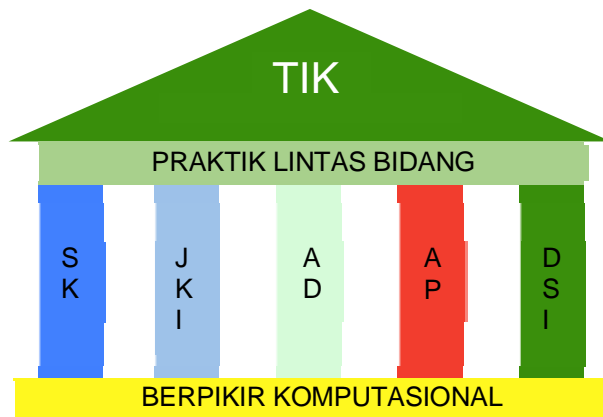 TIK
PRAKTIK LINTAS BIDANG
S
K
J
K
I
A
D
A
P
D
S
I
BERPIKIR KOMPUTASIONAL